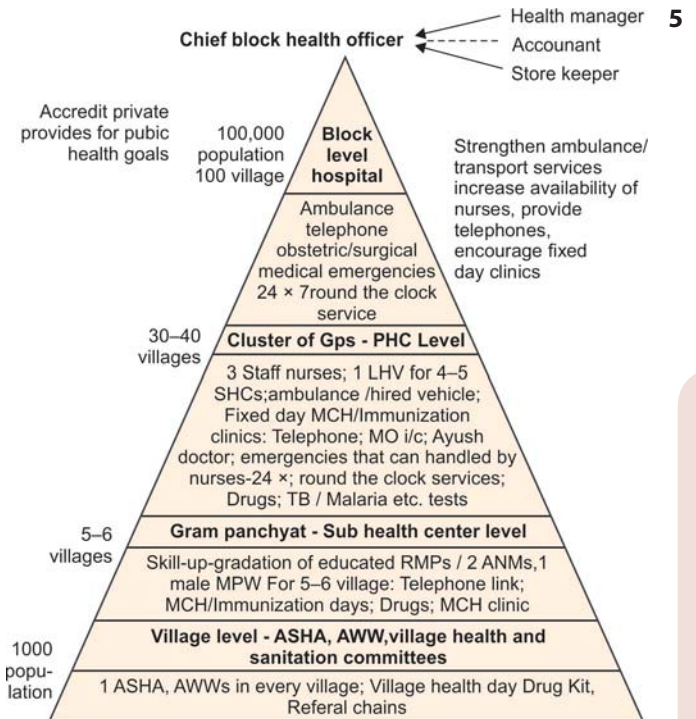 Health manager
5
Chief block health officer
Accounant
Store keeper
Accredit private
provides for pubic
health goals
100,000
population
100 village
Block
level
hospital
Strengthen ambulance/
transport services
increase availability of
nurses, provide
telephones,
encourage fixed
day clinics
Ambulance
telephone
obstetric/surgical
medical emergencies
24 × 7round the clock
service
30–40
villages
Cluster of Gps - PHC Level
3 Staff nurses; 1 LHV for 4–5
SHCs;ambulance /hired vehicle;
Fixed day MCH/Immunization
clinics: Telephone; MO i/c; Ayush
doctor; emergencies that can handled by
nurses-24 ×; round the clock services;
Drugs; TB / Malaria etc. tests
5–6
villages
Gram panchyat - Sub health center level
Skill-up-gradation of educated RMPs / 2 ANMs,1
male MPW For 5–6 village: Telephone link;
MCH/Immunization days; Drugs; MCH clinic
1000
popu-
lation
Village level - ASHA, AWW,village health and
sanitation committees
1 ASHA, AWWs in every village; Village health day Drug Kit,
Referal chains